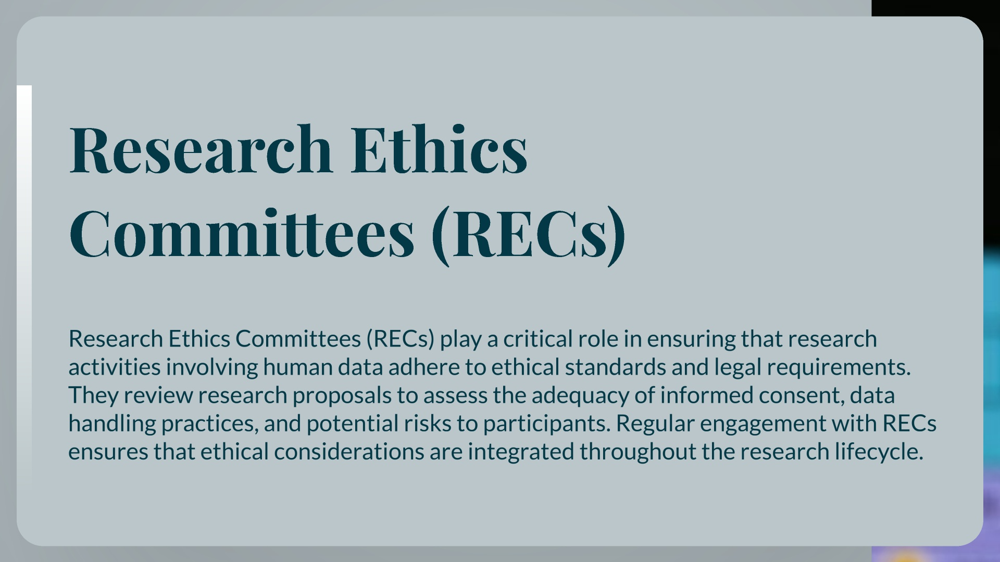 Research Ethics
Committees (RECs)
Research Ethics Committees (RECs) play a critical role in ensuring that research
activities involving human data adhere to ethical standards and legal requirements.
They review research proposals to assess the adequacy of informed consent, data
handling practices, and potential risks to participants. Regular engagement with RECs
ensures that ethical considerations are integrated throughout the research lifecycle.